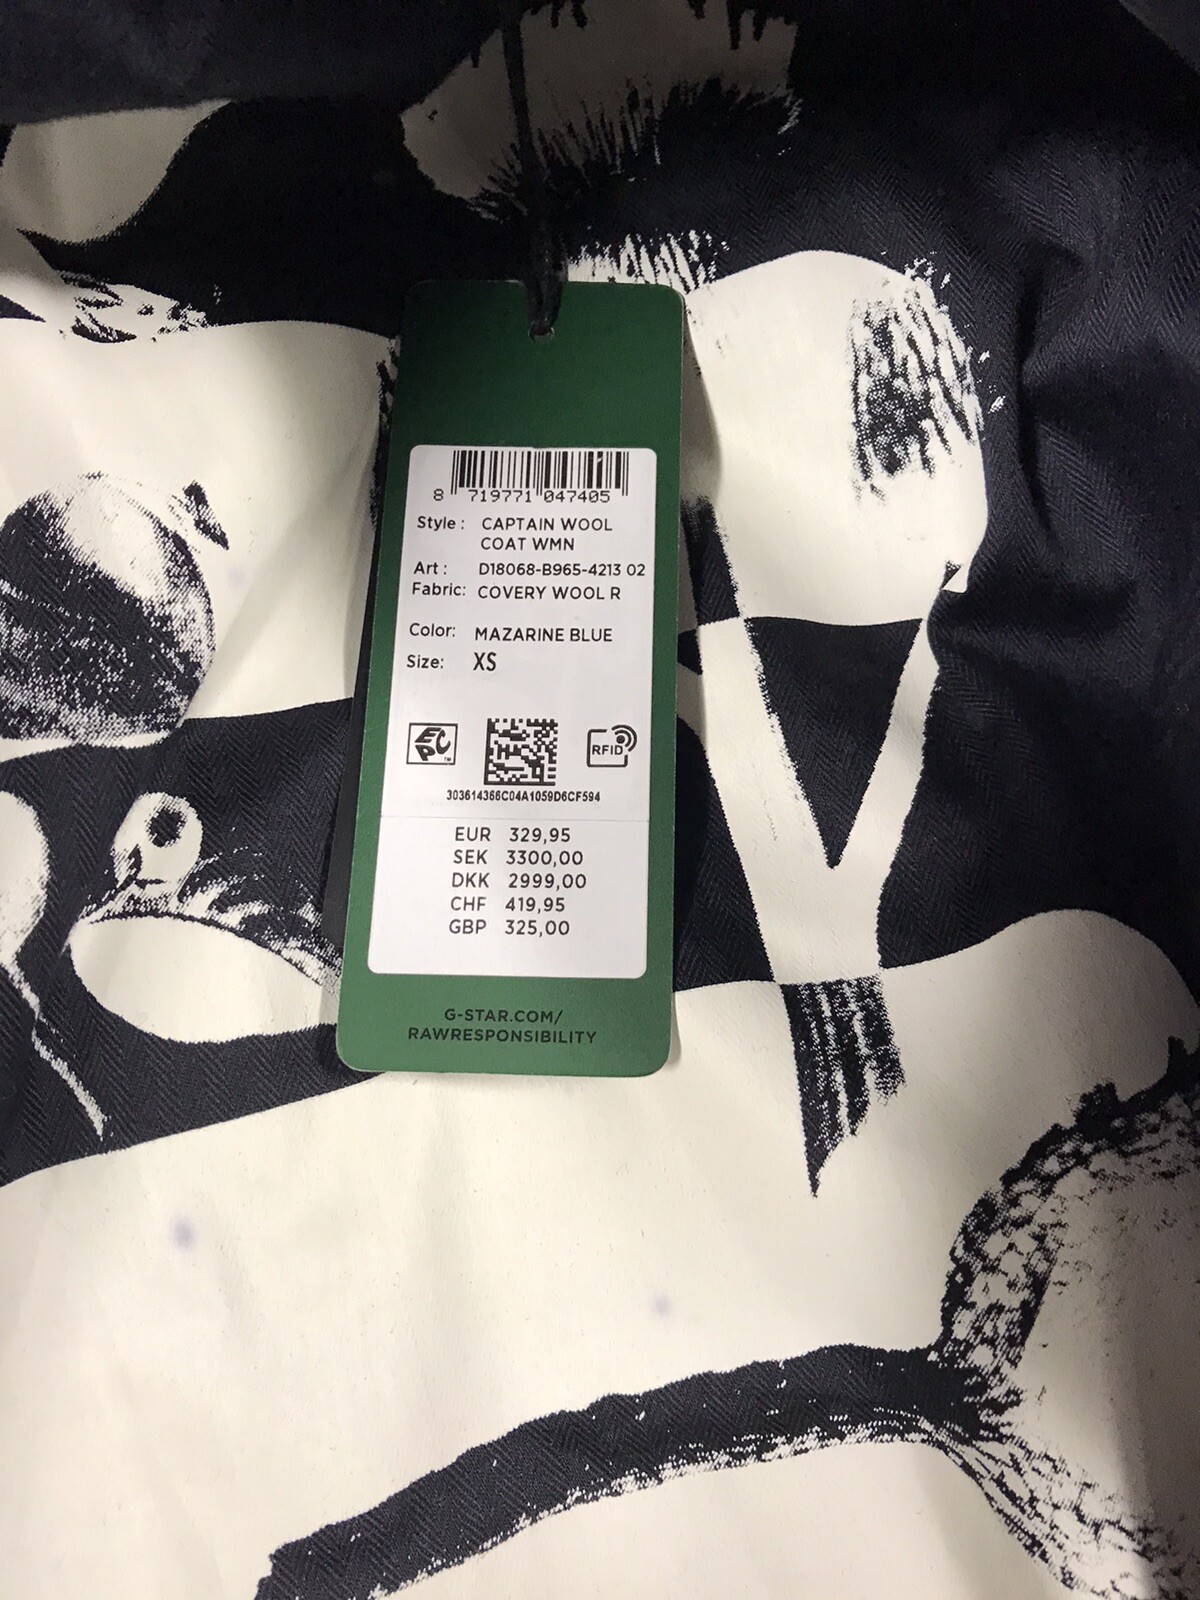 8 719771 047405
Style : CAPTAIN WOOL
COAT WMN
Art : D18068-B965-4213 02
Fabric: COVERY WOOL R
Color: MAZARINE BLUE
Size: XS
EPC TM RFID
303614366C04A1059D6CF594
EUR 329,95
SEK 3300,00
DKK 2999,00
CHF 419,95
GBP 325,00
G-STAR.COM/
RAWRESPONSIBILITY